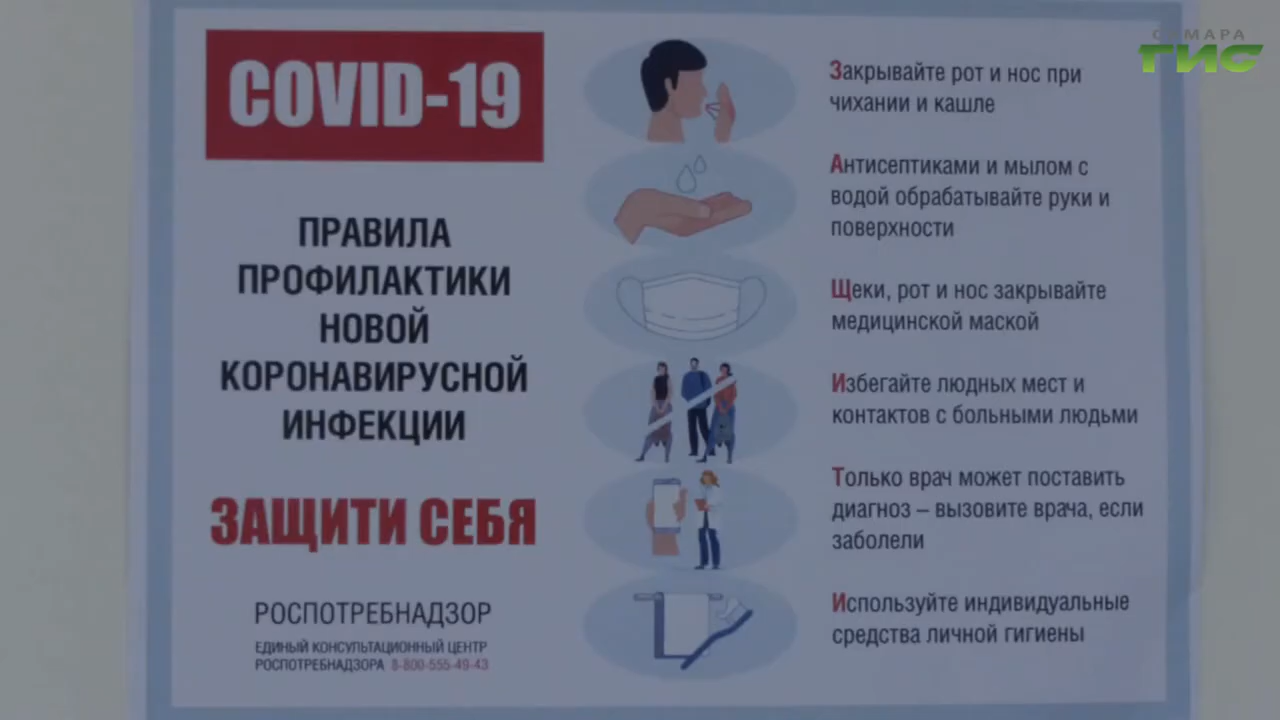 САМАРА
ГИС
COVID-19
ПРАВИЛА
ПРОФИЛАКТИКИ
НОВОЙ
КОРОНАВИРУСНОЙ
ИНФЕКЦИИ
ЗАЩИТИ СЕБЯ
РОСПОТРЕБНАДЗОР
ЕДИНЫЙ КОНСУЛЬТАЦИОННЫЙ ЦЕНТР
РОСПОТРЕБНАДЗОРА 8-800-555-49-43
Закрывайте рот и нос при
чихании и кашле
Антисептиками и мылом с
водой обрабатывайте руки и
поверхности
Щеки, рот и нос закрывайте
медицинской маской
Избегайте людных мест и
контактов с больными людьми
Только врач может поставить
диагноз – вызовите врача, если
заболели
Используйте индивидуальные
средства личной гигиены